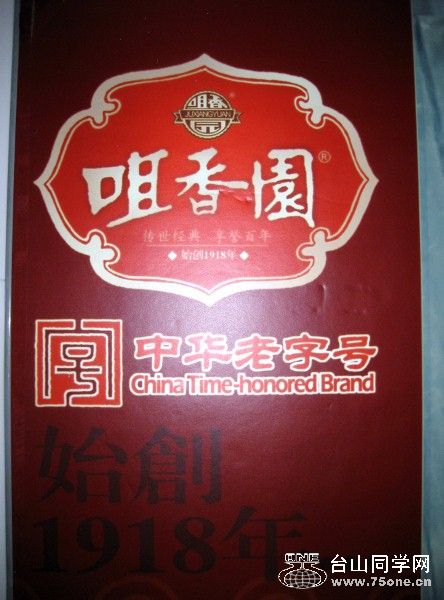 咀香
JUXIANGYUAN
园
咀香園®
传世经典 享誉百年
◆始創1918年◆
中华老字号
China Time-honored Brand
始創
1918年
台山同学网
www.75one.cn